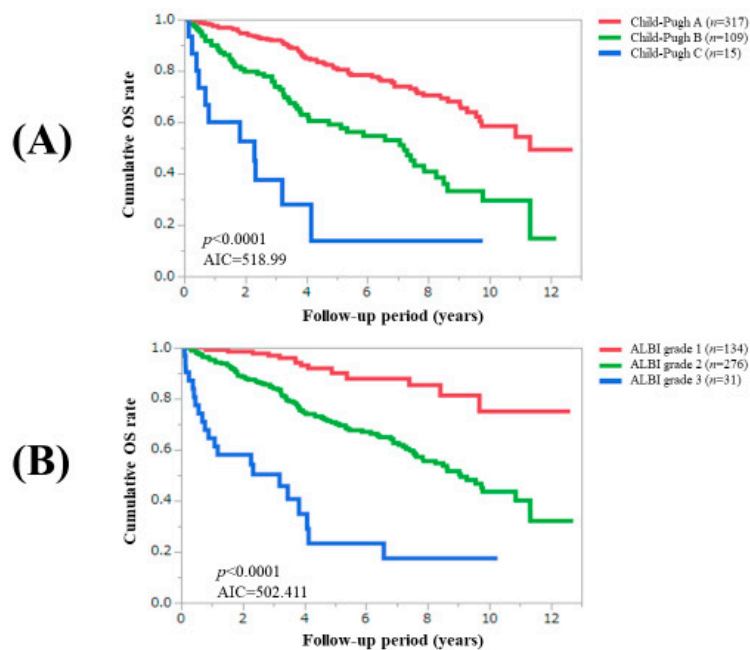 (A)
Cumulative OS rate
1.0
0.8
0.6
0.4
0.2
0.0
p<0.0001
AIC=518.99
0 2 4 6 8 10 12
Follow-up period (years)
Child-Pugh A (n=317)
Child-Pugh B (n=109)
Child-Pugh C (n=15)
(B)
Cumulative OS rate
1.0
0.8
0.6
0.4
0.2
0.0
p<0.0001
AIC=502.411
0 2 4 6 8 10 12
Follow-up period (years)
ALBI grade 1 (n=134)
ALBI grade 2 (n=276)
ALBI grade 3 (n=31)